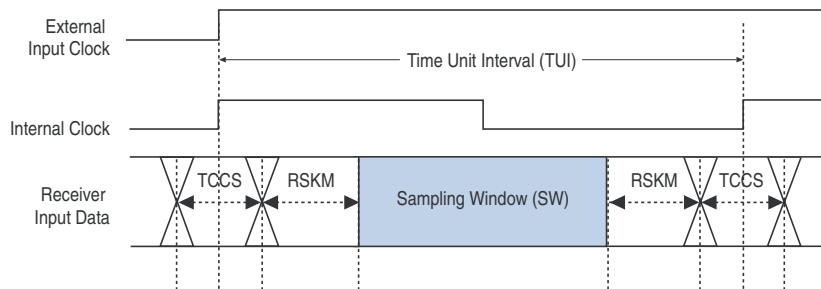 External
Input Clock
Time Unit Interval (TUI)
Internal Clock
Receiver
Input Data
TCCS
RSKM
Sampling Window (SW)
RSKM
TCCS